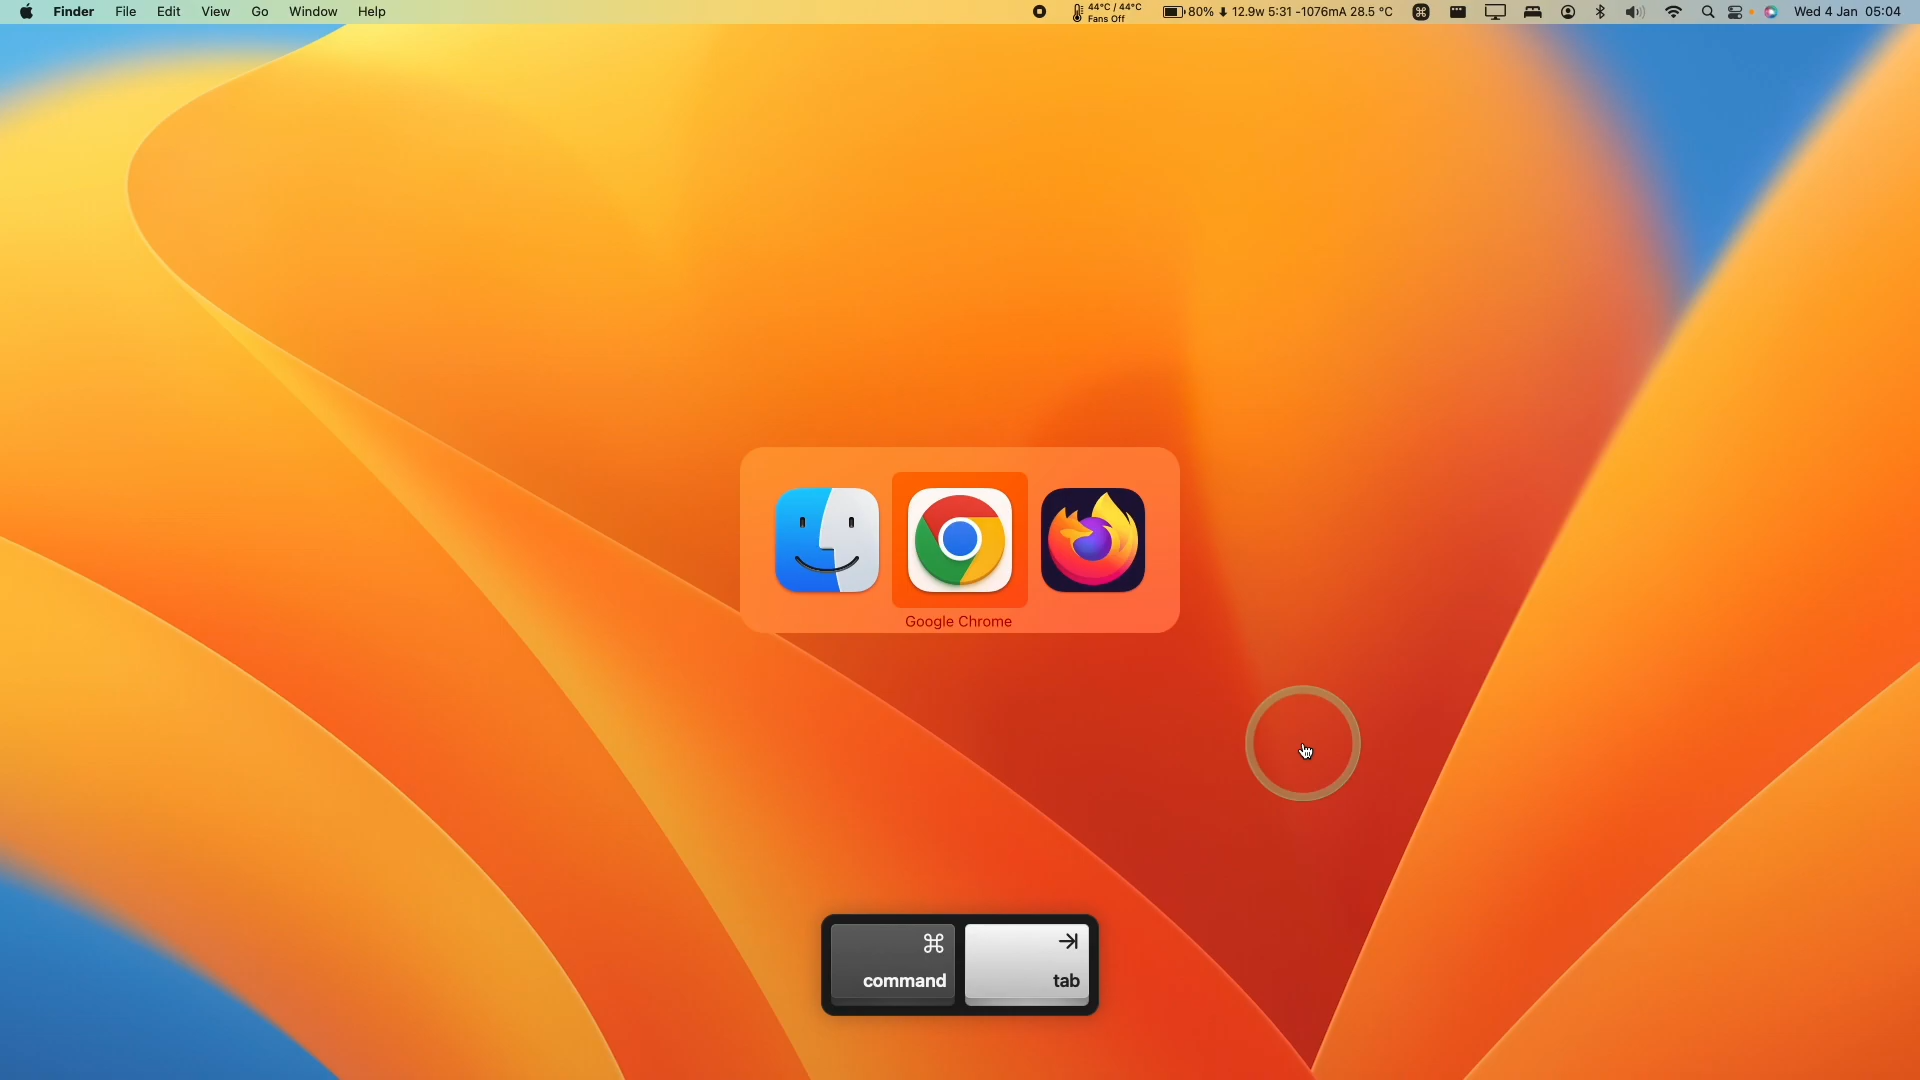 Finder File Edit View Go Window Help 44°C / 44°C 80% 12.9w 5:31 -1076mA 28.5 °C Wed 4 Jan 05:04
Fans Off
Google Chrome
⌘ command
⇥ tab